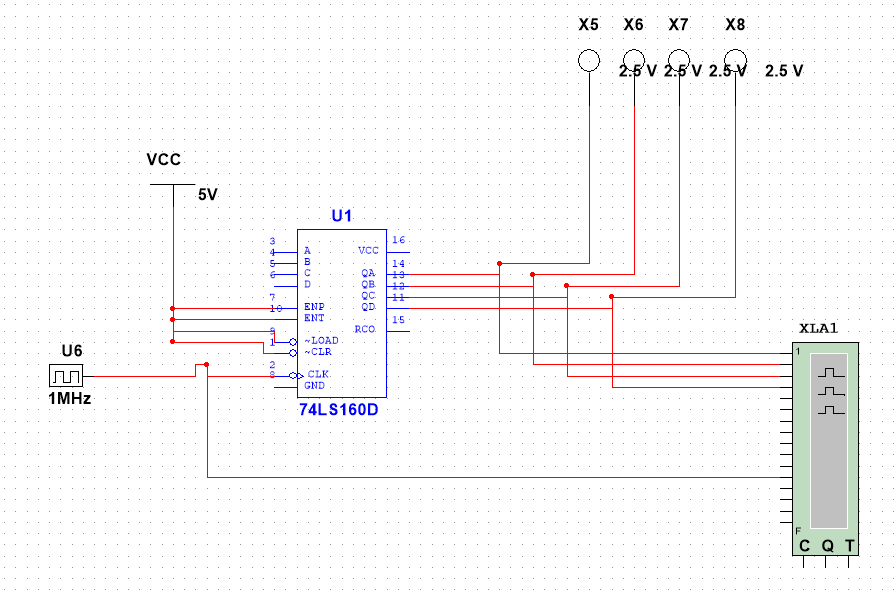 X5 X6 X7 X8
2.5 V 2.5 V 2.5 V 2.5 V
VCC
5V
U1
3 16
4 A VCC
5 B 14
6 C QA 13
D QB 12
7 QC 11
10 ENP QD
ENT 15
9 RCO
1 ~LOAD
~CLR
2
8 CLK
GND
74LS160D
U6
1MHz
XLA1
1
F
C Q T